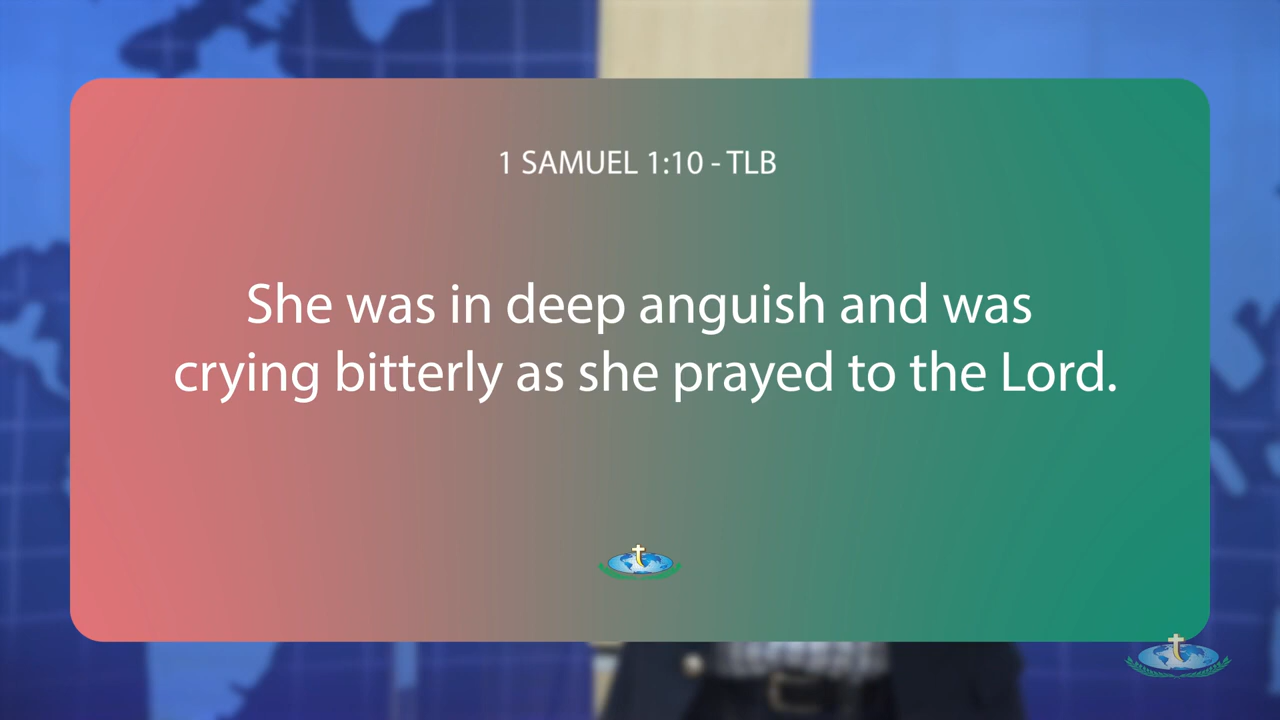 1 SAMUEL 1:10 - TLB
She was in deep anguish and was
crying bitterly as she prayed to the Lord.